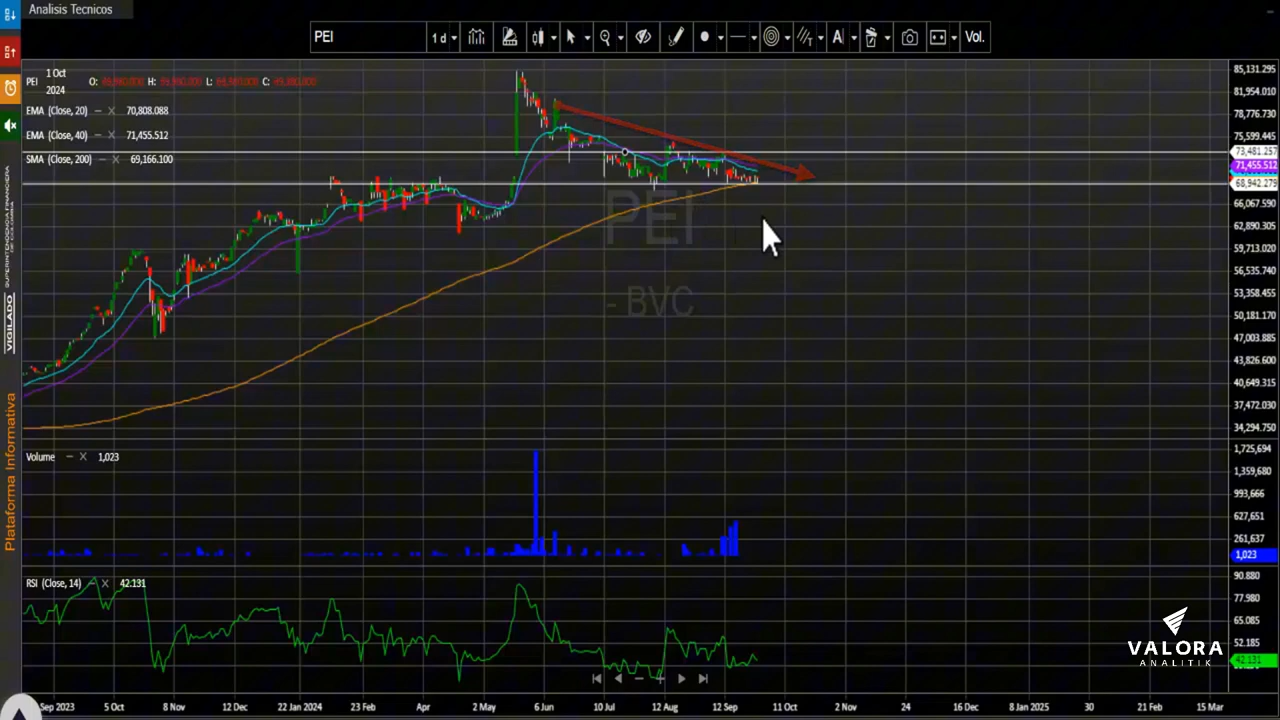 Analisis Tecnicos
PEI
1 d
A
Vol.
PEI 1 Oct 2024 O: H: L: C:
EMA (Close, 20) 70,808.088
EMA (Close, 40) 71,455.512
SMA (Close, 200) 69,166.100
PEI
- BVC
85,131.295
81,954.010
78,776.730
75,599.445
73,481.257
71,455.512
68,942.279
66,067.590
62,890.305
59,713.020
56,535.740
53,358.455
50,181.170
47,003.885
43,826.600
40,649.315
37,472.030
34,294.750
Volume 1,023
1,725,694
1,359,680
993,666
627,651
261,637
1,023
RSI (Close, 14) 42.131
90.880
77.980
65.085
52.185
42.131
Sep 2023 5 Oct 8 Nov 12 Dec 22 Jan 2024 23 Feb Apr 2 May 6 Jun 10 Jul 12 Aug 12 Sep 11 Oct 2 Nov 24 16 Dec 8 Jan 2025 30 21 Feb 15 Mar
VIGILADO
Plataforma Informativa
VALORA
ANALITIK